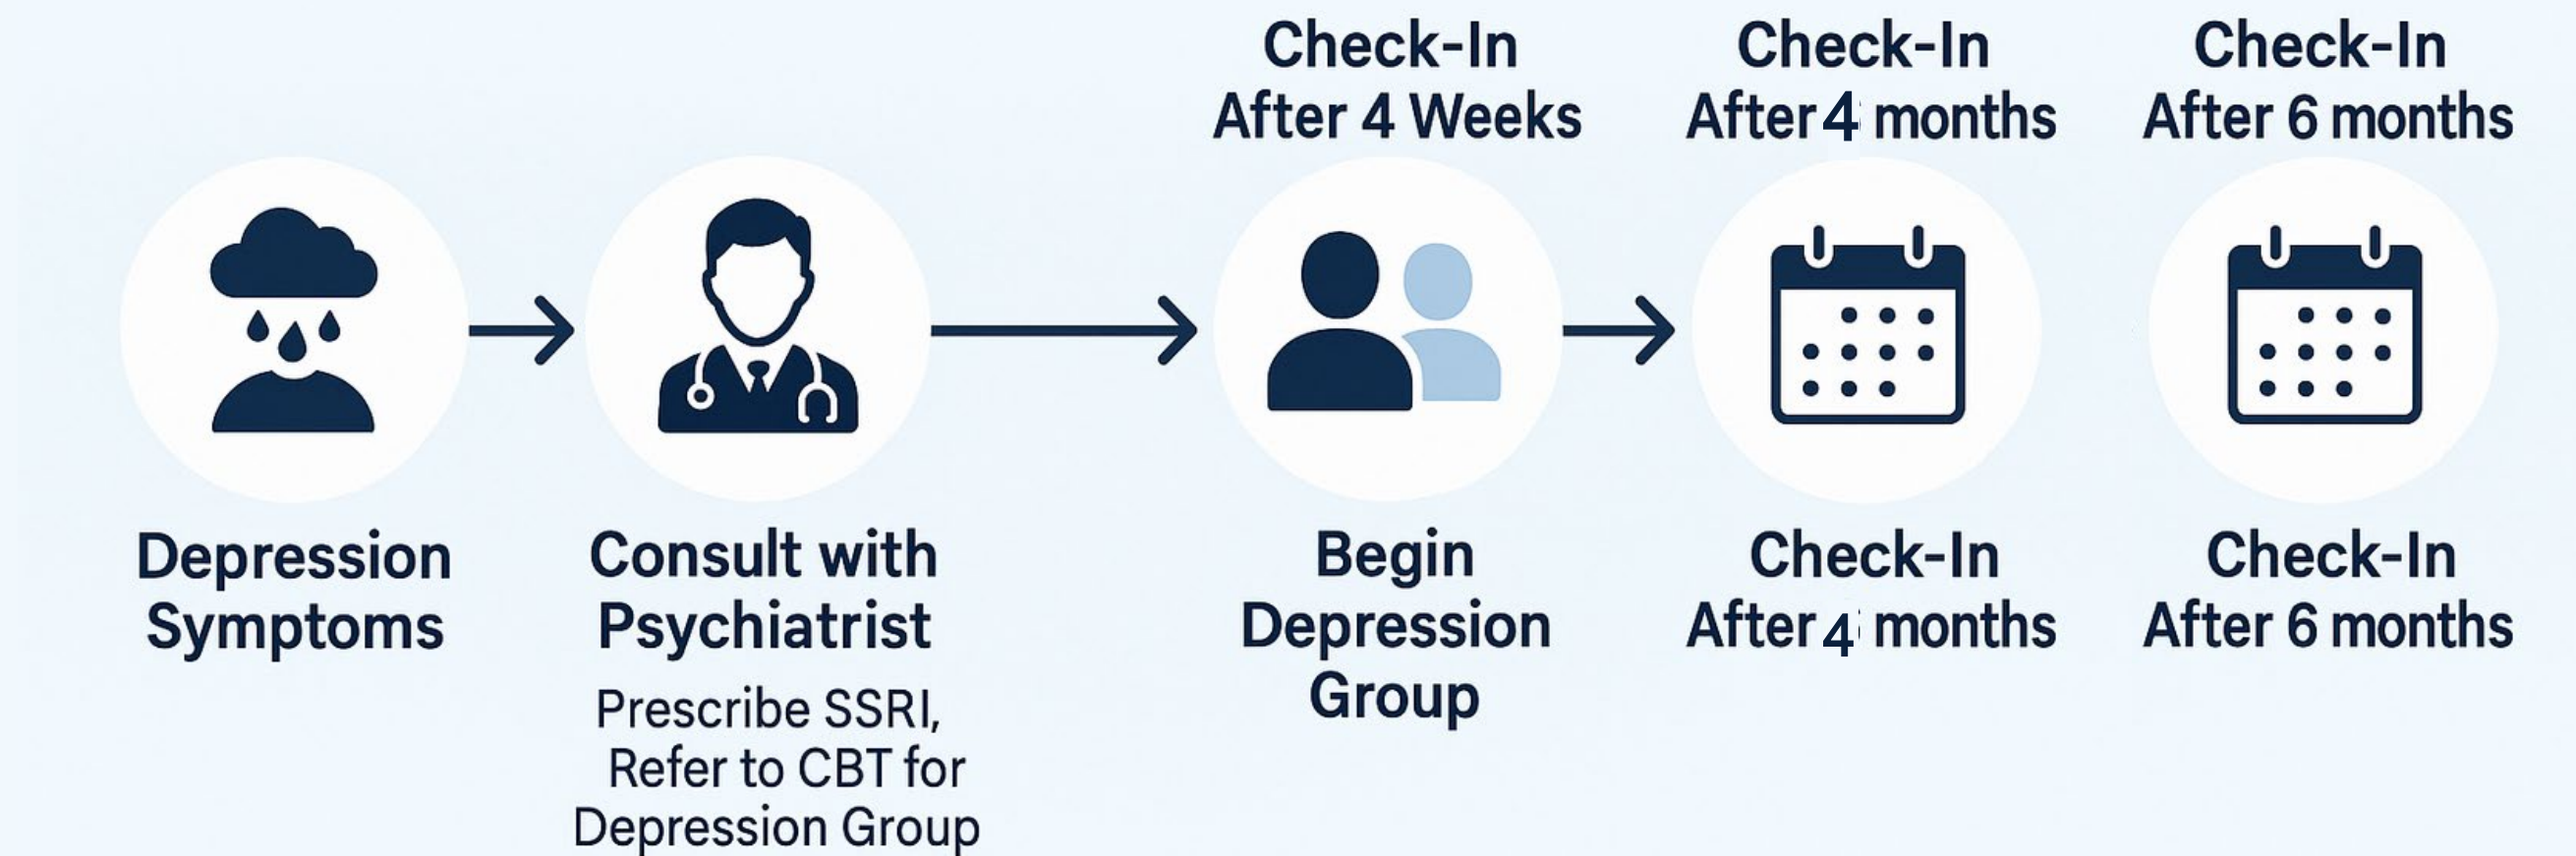 Depression
Symptoms
Consult with
Psychiatrist
Prescribe SSRI,
Refer to CBT for
Depression Group
Check-In
After 4 Weeks
Begin
Depression
Group
Check-In
After 4 months
Check-In
After 4 months
Check-In
After 6 months
Check-In
After 6 months